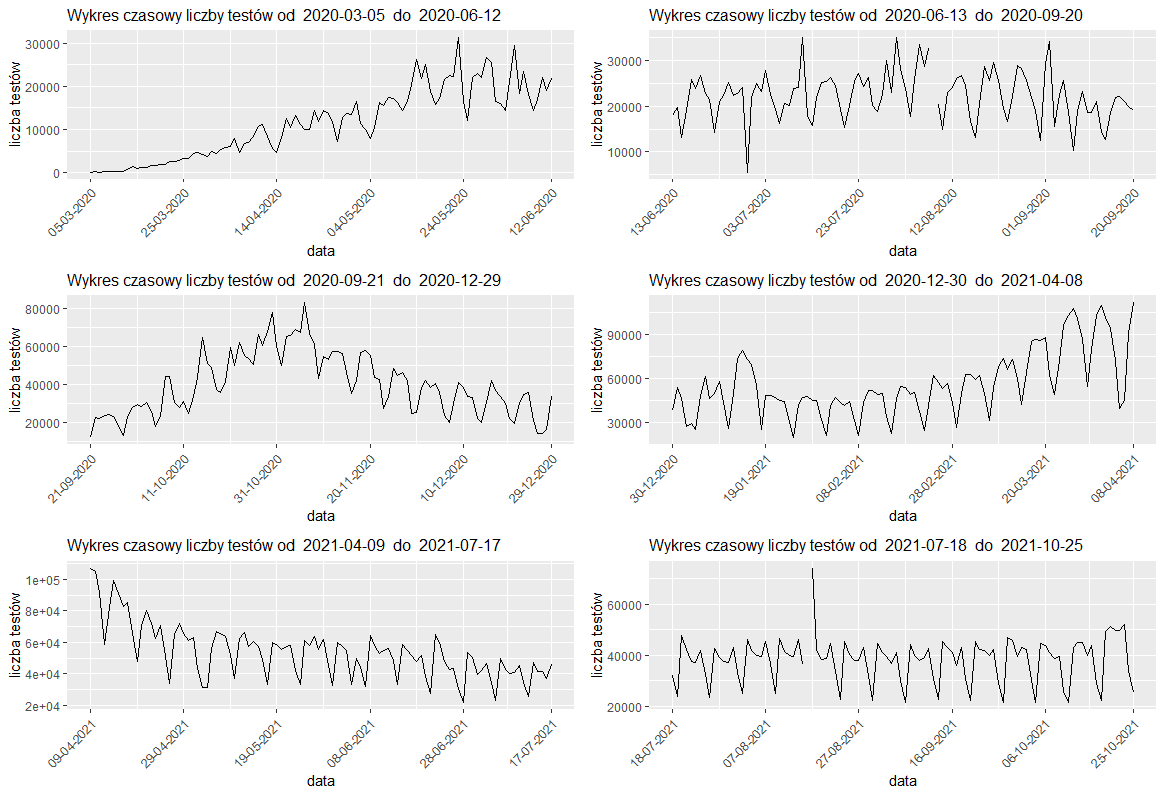 Wykres czasowy liczby testów od 2020-03-05 do 2020-06-12
liczba testów
30000
20000
10000
0
05-03-2020
25-03-2020
14-04-2020
04-05-2020
24-05-2020
12-06-2020
data
Wykres czasowy liczby testów od 2020-06-13 do 2020-09-20
liczba testów
30000
20000
10000
13-06-2020
03-07-2020
23-07-2020
12-08-2020
01-09-2020
20-09-2020
data
Wykres czasowy liczby testów od 2020-09-21 do 2020-12-29
liczba testów
80000
60000
40000
20000
21-09-2020
11-10-2020
31-10-2020
20-11-2020
10-12-2020
29-12-2020
data
Wykres czasowy liczby testów od 2020-12-30 do 2021-04-08
liczba testów
90000
60000
30000
30-12-2020
19-01-2021
08-02-2021
28-02-2021
20-03-2021
08-04-2021
data
Wykres czasowy liczby testów od 2021-04-09 do 2021-07-17
liczba testów
1e+05
8e+04
6e+04
4e+04
2e+04
09-04-2021
29-04-2021
19-05-2021
08-06-2021
28-06-2021
17-07-2021
data
Wykres czasowy liczby testów od 2021-07-18 do 2021-10-25
liczba testów
60000
40000
20000
18-07-2021
07-08-2021
27-08-2021
16-09-2021
06-10-2021
25-10-2021
data